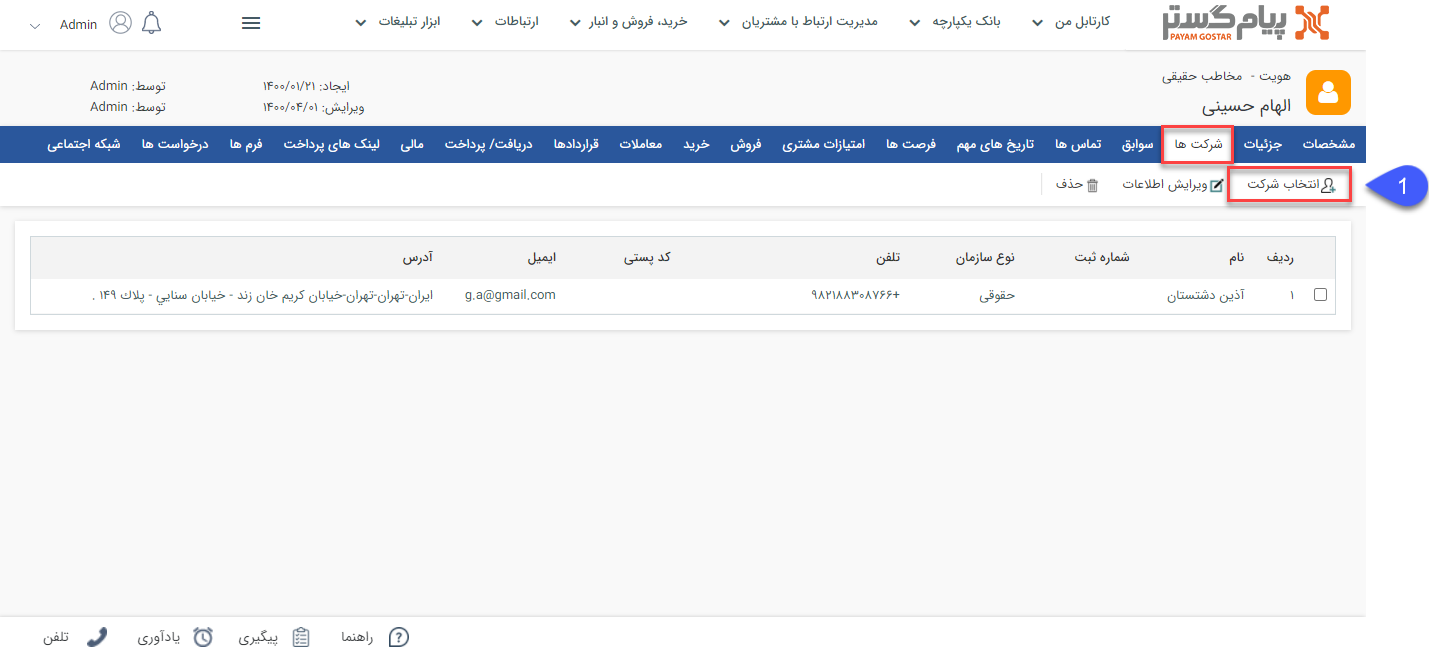 پیام گستر
PAYAM GOSTAR
کارتابل من
بانک یکپارچه
مدیریت ارتباط با مشتریان
خرید، فروش و انبار
ارتباطات
ابزار تبلیغات
Admin
هویت - مخاطب حقیقی
الهام حسینی
ایجاد: ۱۴۰۰/۰۱/۲۱ توسط: Admin
ویرایش: ۱۴۰۰/۰۴/۰۱ توسط: Admin
مشخصات جزئیات شرکت ها سوابق تماس ها تاریخ های مهم فرصت ها امتیازات مشتری فروش خرید معاملات قراردادها دریافت/ پرداخت مالی لینک های پرداخت فرم ها درخواست ها شبکه اجتماعی
1
انتخاب شرکت ویرایش اطلاعات حذف
ردیف نام شماره ثبت نوع سازمان تلفن کد پستی ایمیل آدرس
۱ آذین دشتستان حقوقی +۹۸۲۱۸۸۳۰۸۷۶۶ g.a@gmail.com ایران-تهران-تهران-خیابان کریم خان زند - خیابان سنايي - پلاك ۱۴۹ .
راهنما پیگیری یادآوری تلفن